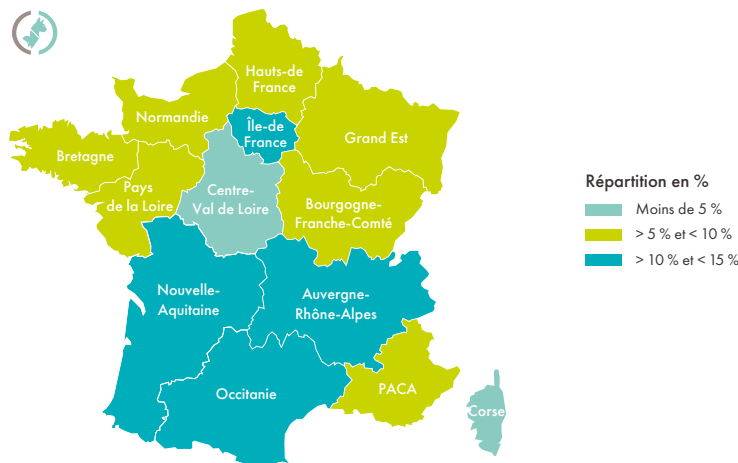 Hauts-de
France
Normandie
Île-de
France
Grand Est
Bretagne
Pays
de la Loire
Centre-
Val de Loire
Bourgogne-
Franche-Comté
Nouvelle-
Aquitaine
Auvergne-
Rhône-Alpes
Occitanie
PACA
Corse
Répartition en %
Moins de 5 %
> 5 % et < 10 %
> 10 % et < 15 %